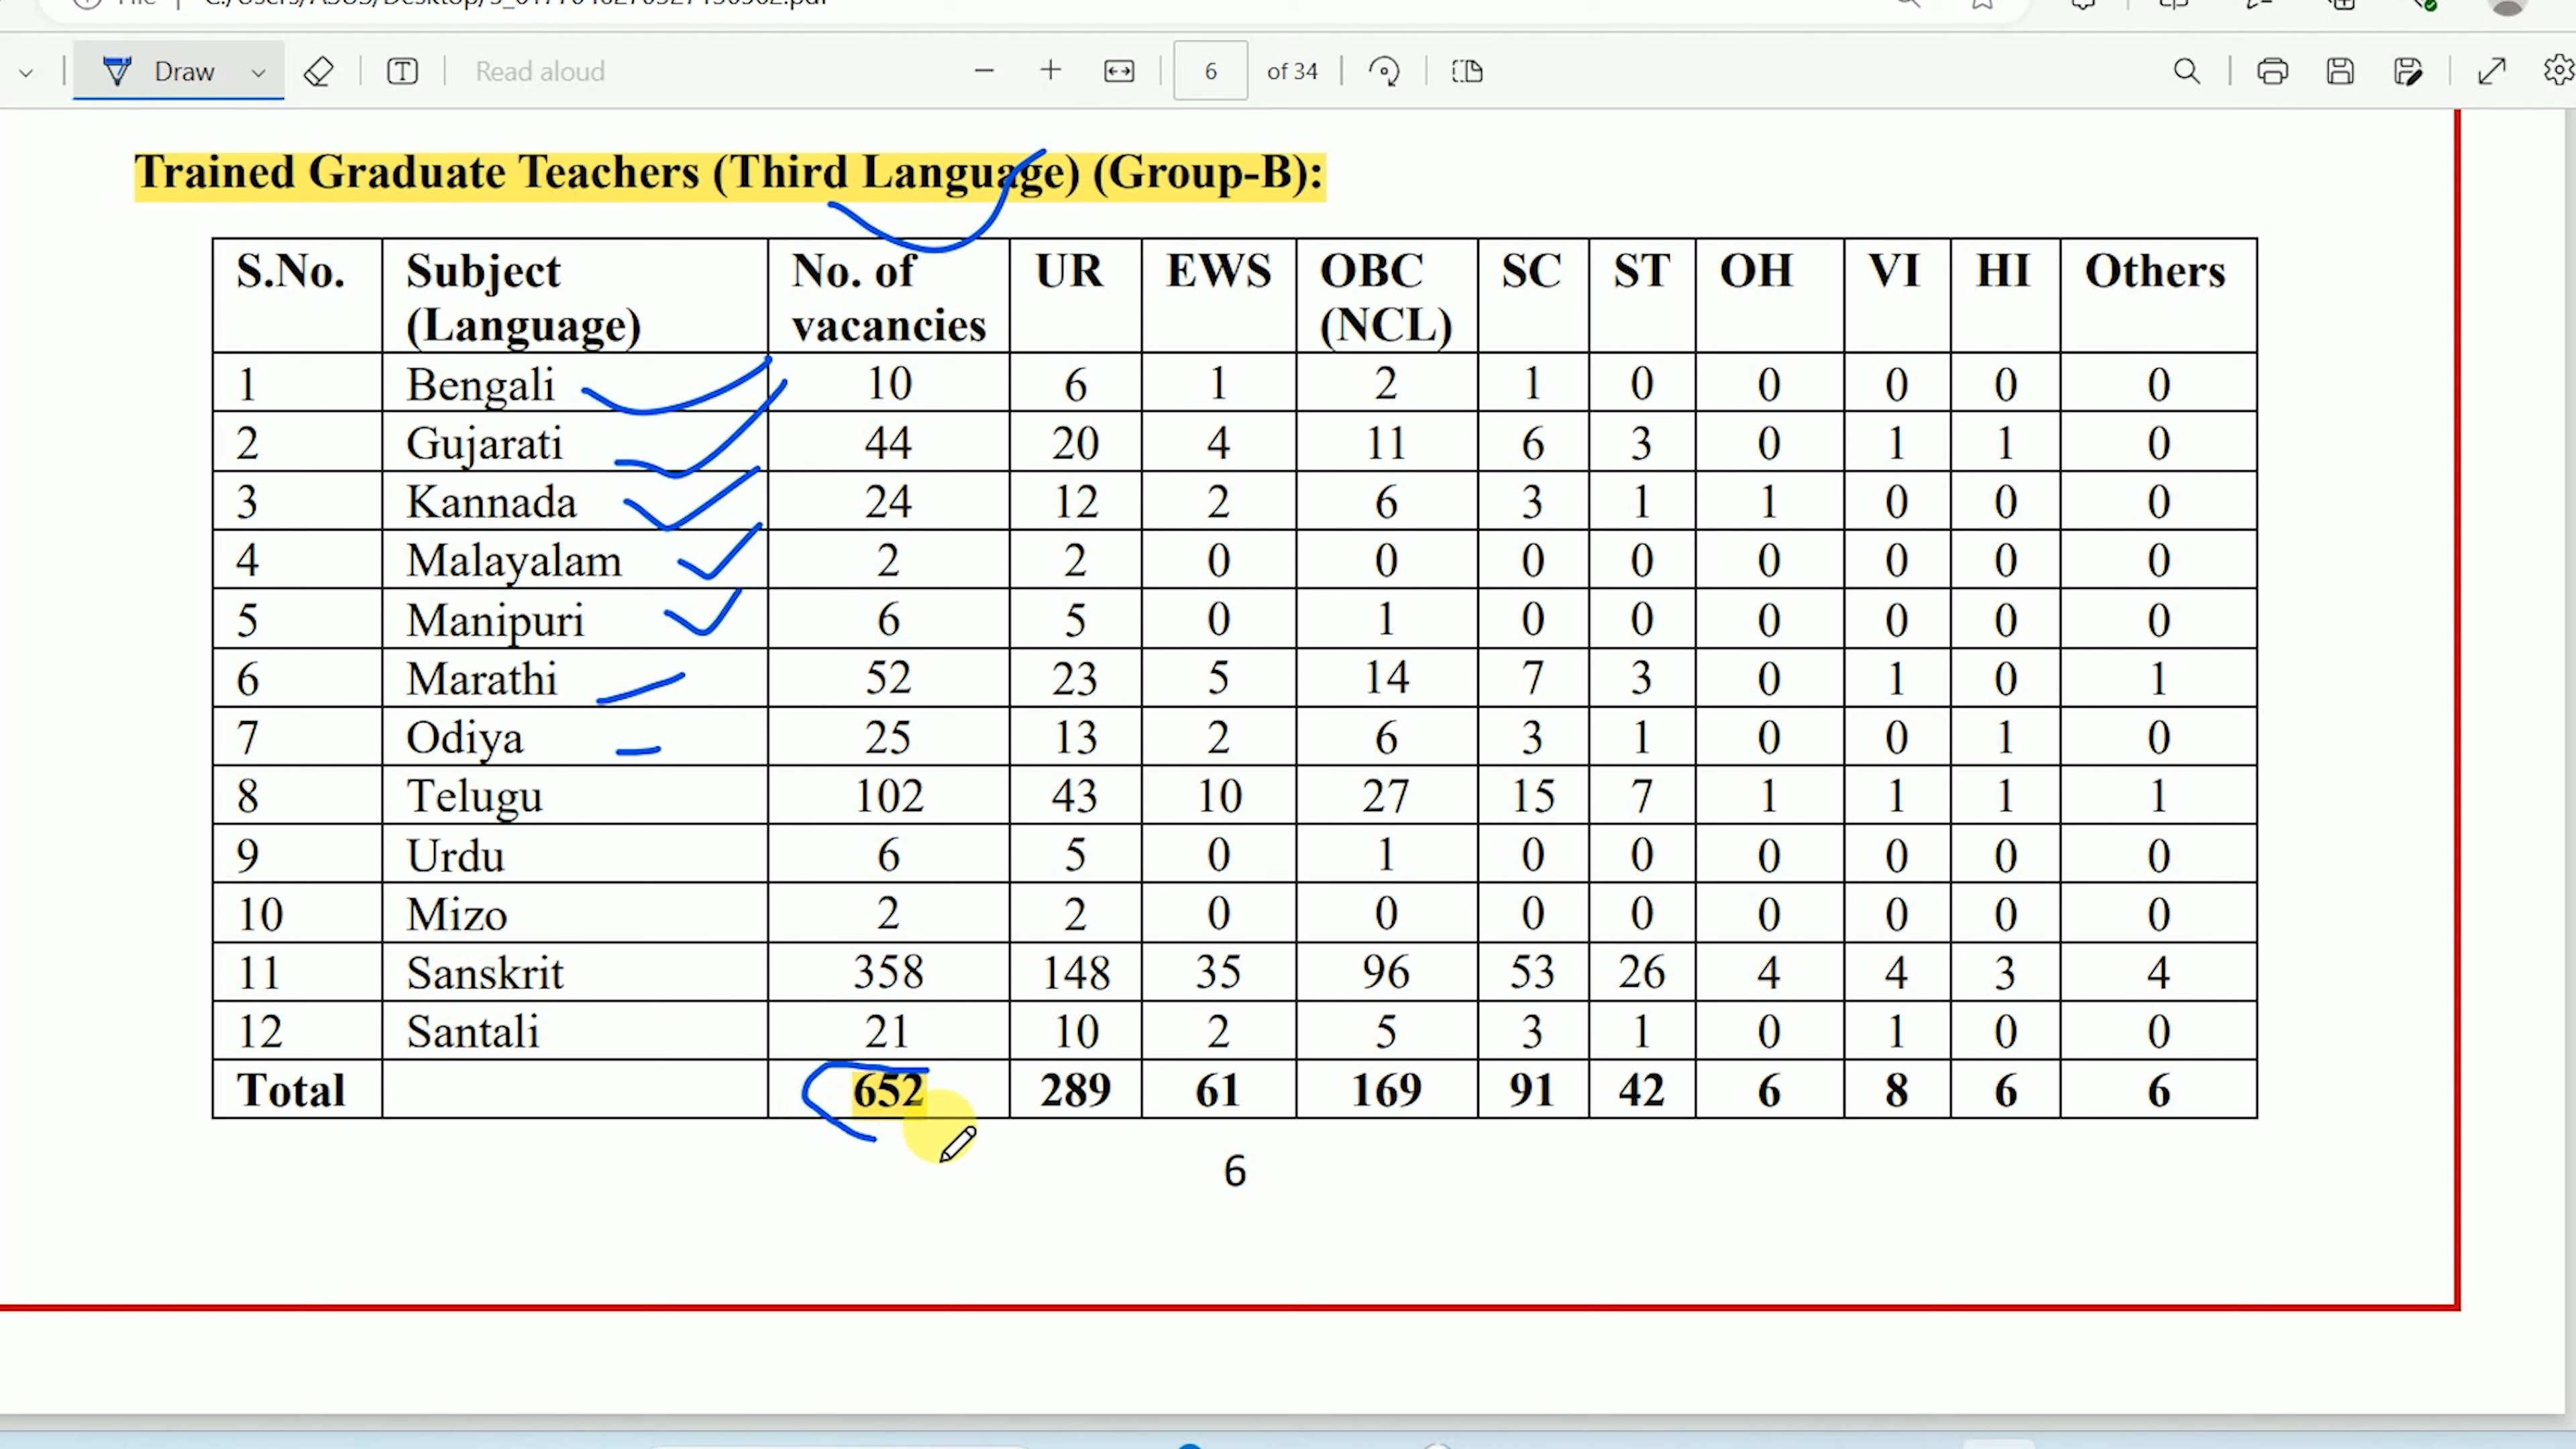 Draw
Read aloud
6 of 34
Trained Graduate Teachers (Third Language) (Group-B):
S.No. Subject (Language) No. of vacancies UR EWS OBC (NCL) SC ST OH VI HI Others
1 Bengali 10 6 1 2 1 0 0 0 0 0
2 Gujarati 44 20 4 11 6 3 0 1 1 0
3 Kannada 24 12 2 6 3 1 1 0 0 0
4 Malayalam 2 2 0 0 0 0 0 0 0 0
5 Manipuri 6 5 0 1 0 0 0 0 0 0
6 Marathi 52 23 5 14 7 3 0 1 0 1
7 Odiya 25 13 2 6 3 1 0 0 1 0
8 Telugu 102 43 10 27 15 7 1 1 1 1
9 Urdu 6 5 0 1 0 0 0 0 0 0
10 Mizo 2 2 0 0 0 0 0 0 0 0
11 Sanskrit 358 148 35 96 53 26 4 4 3 4
12 Santali 21 10 2 5 3 1 0 1 0 0
Total 652 289 61 169 91 42 6 8 6 6
6